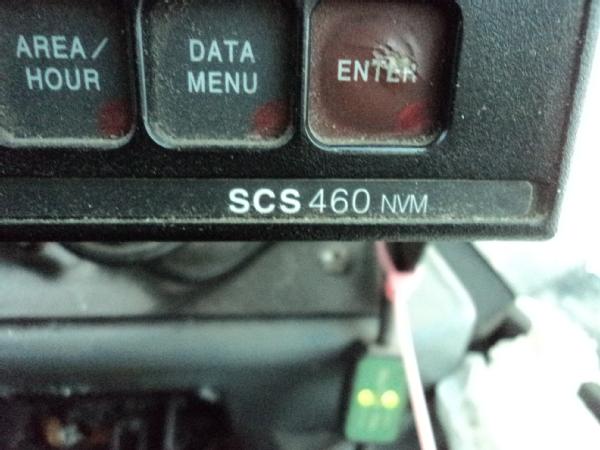 AREA/
HOUR
DATA
MENU
ENTER
SCS 460 NVM